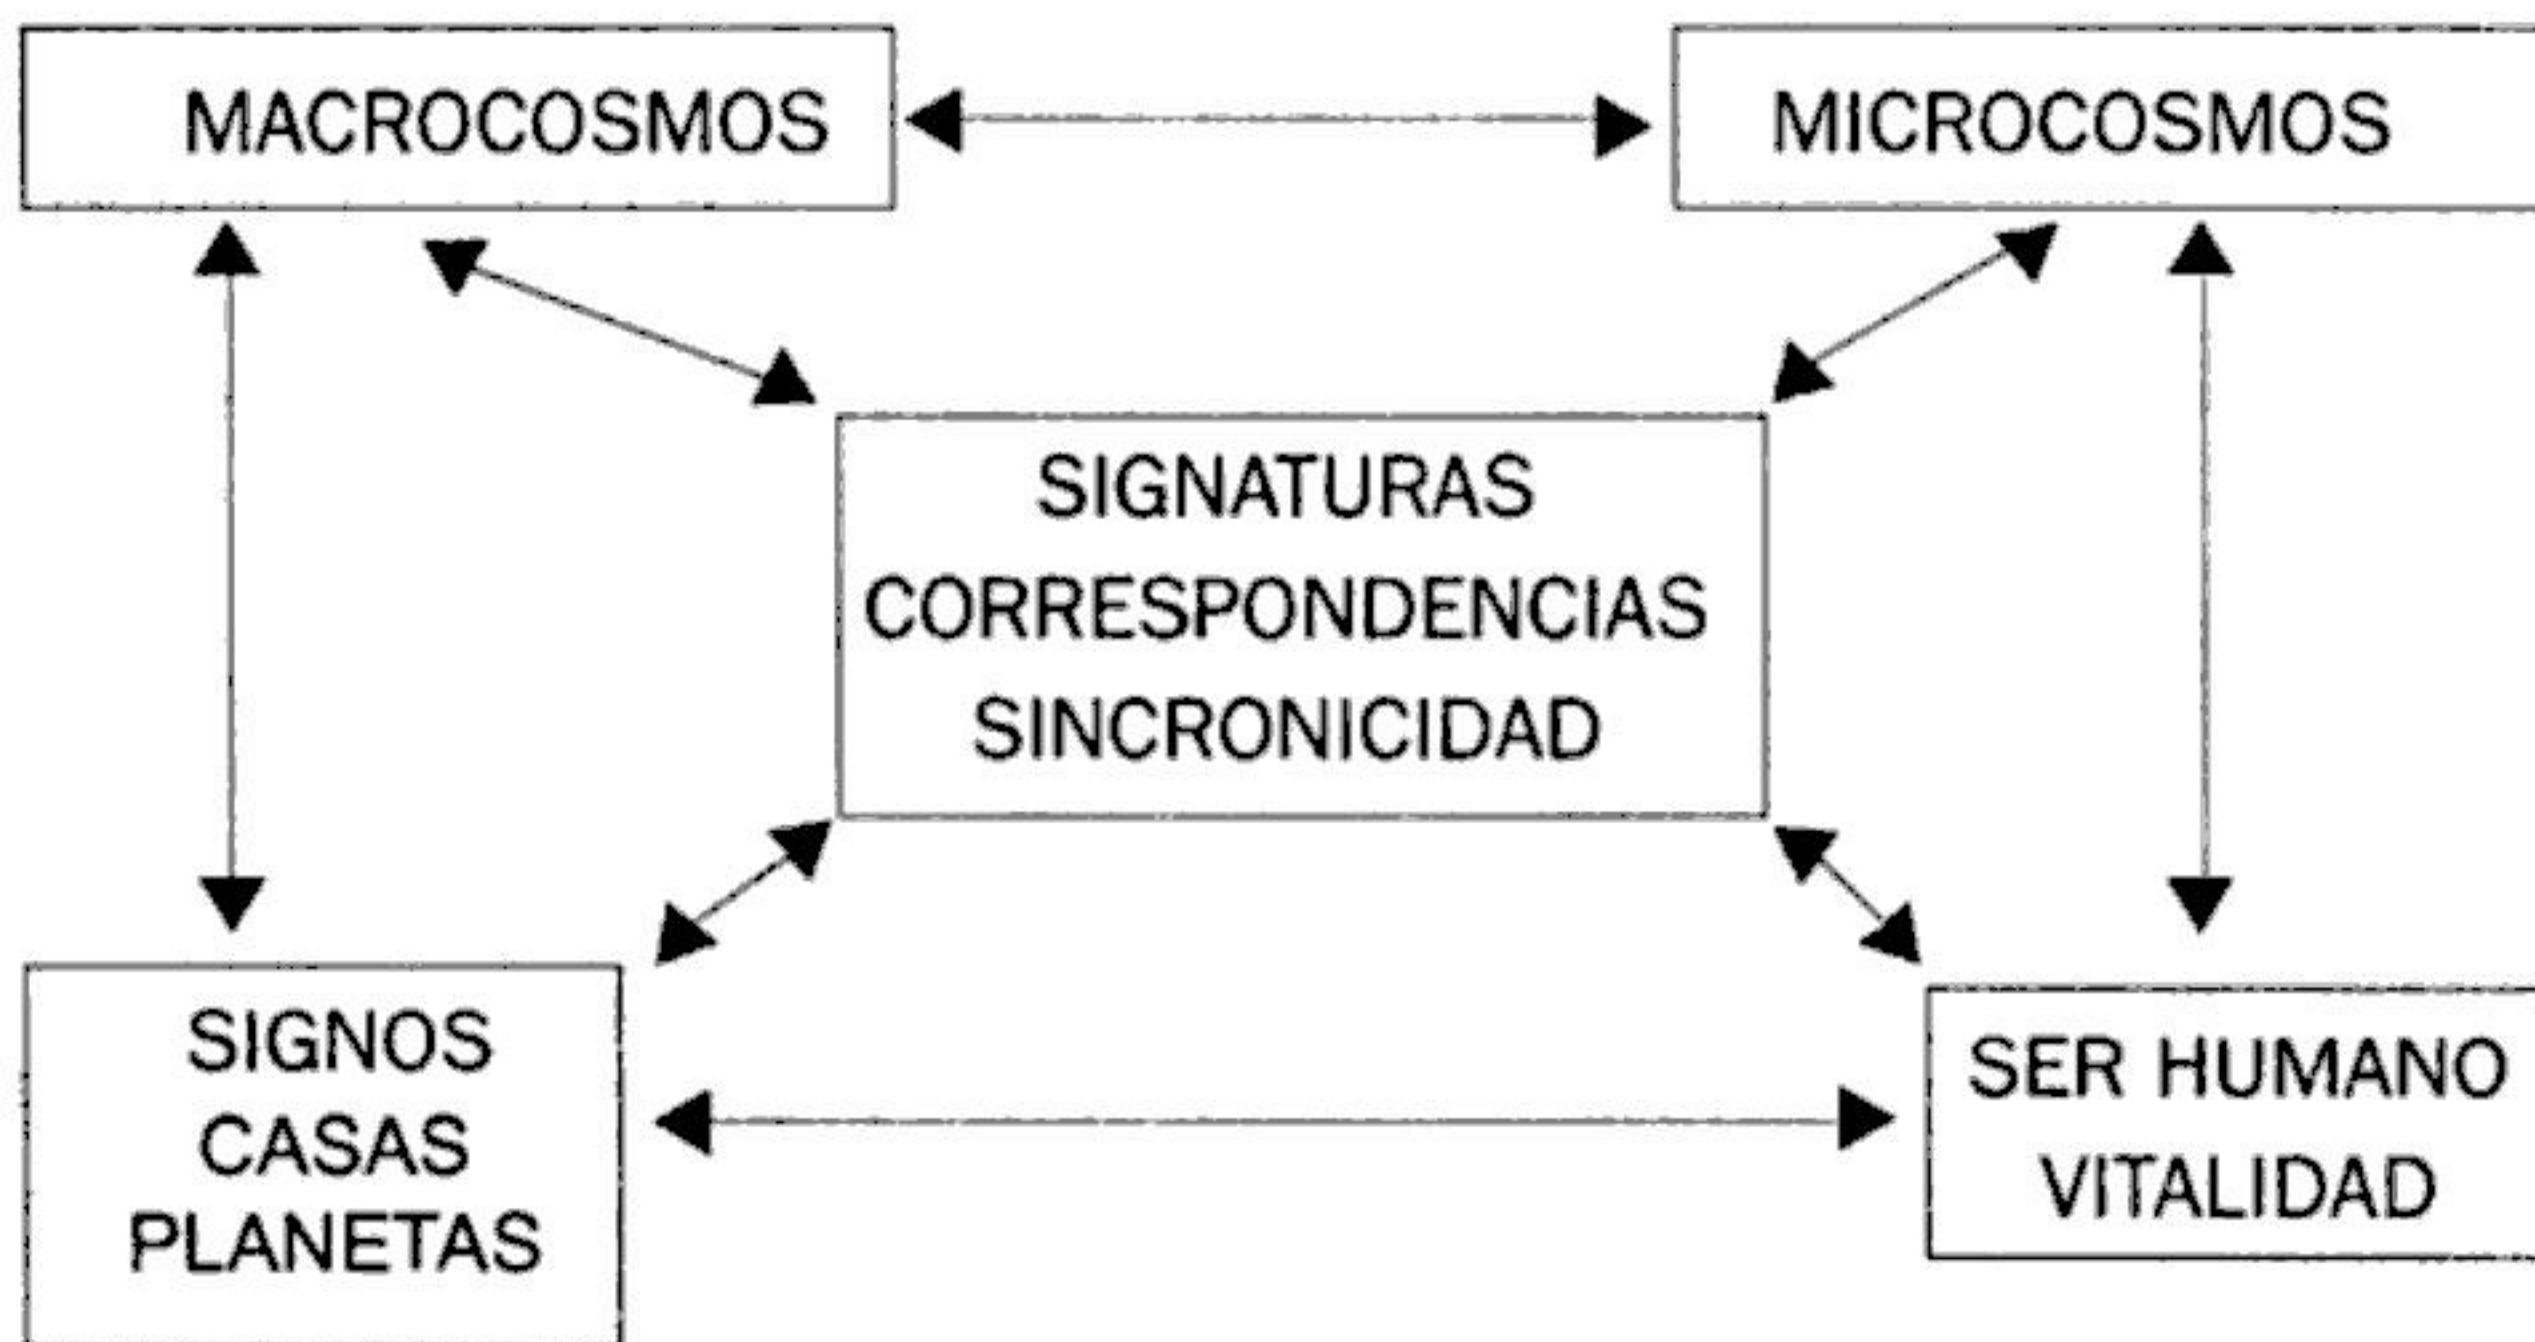 MACROCOSMOS
MICROCOSMOS
SIGNATURAS
CORRESPONDENCIAS
SINCRONICIDAD
SIGNOS
CASAS
PLANETAS
SER HUMANO
VITALIDAD